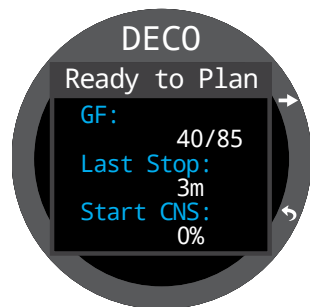 DECO
Ready to Plan
GF:
40/85
Last Stop:
3m
Start CNS:
0%